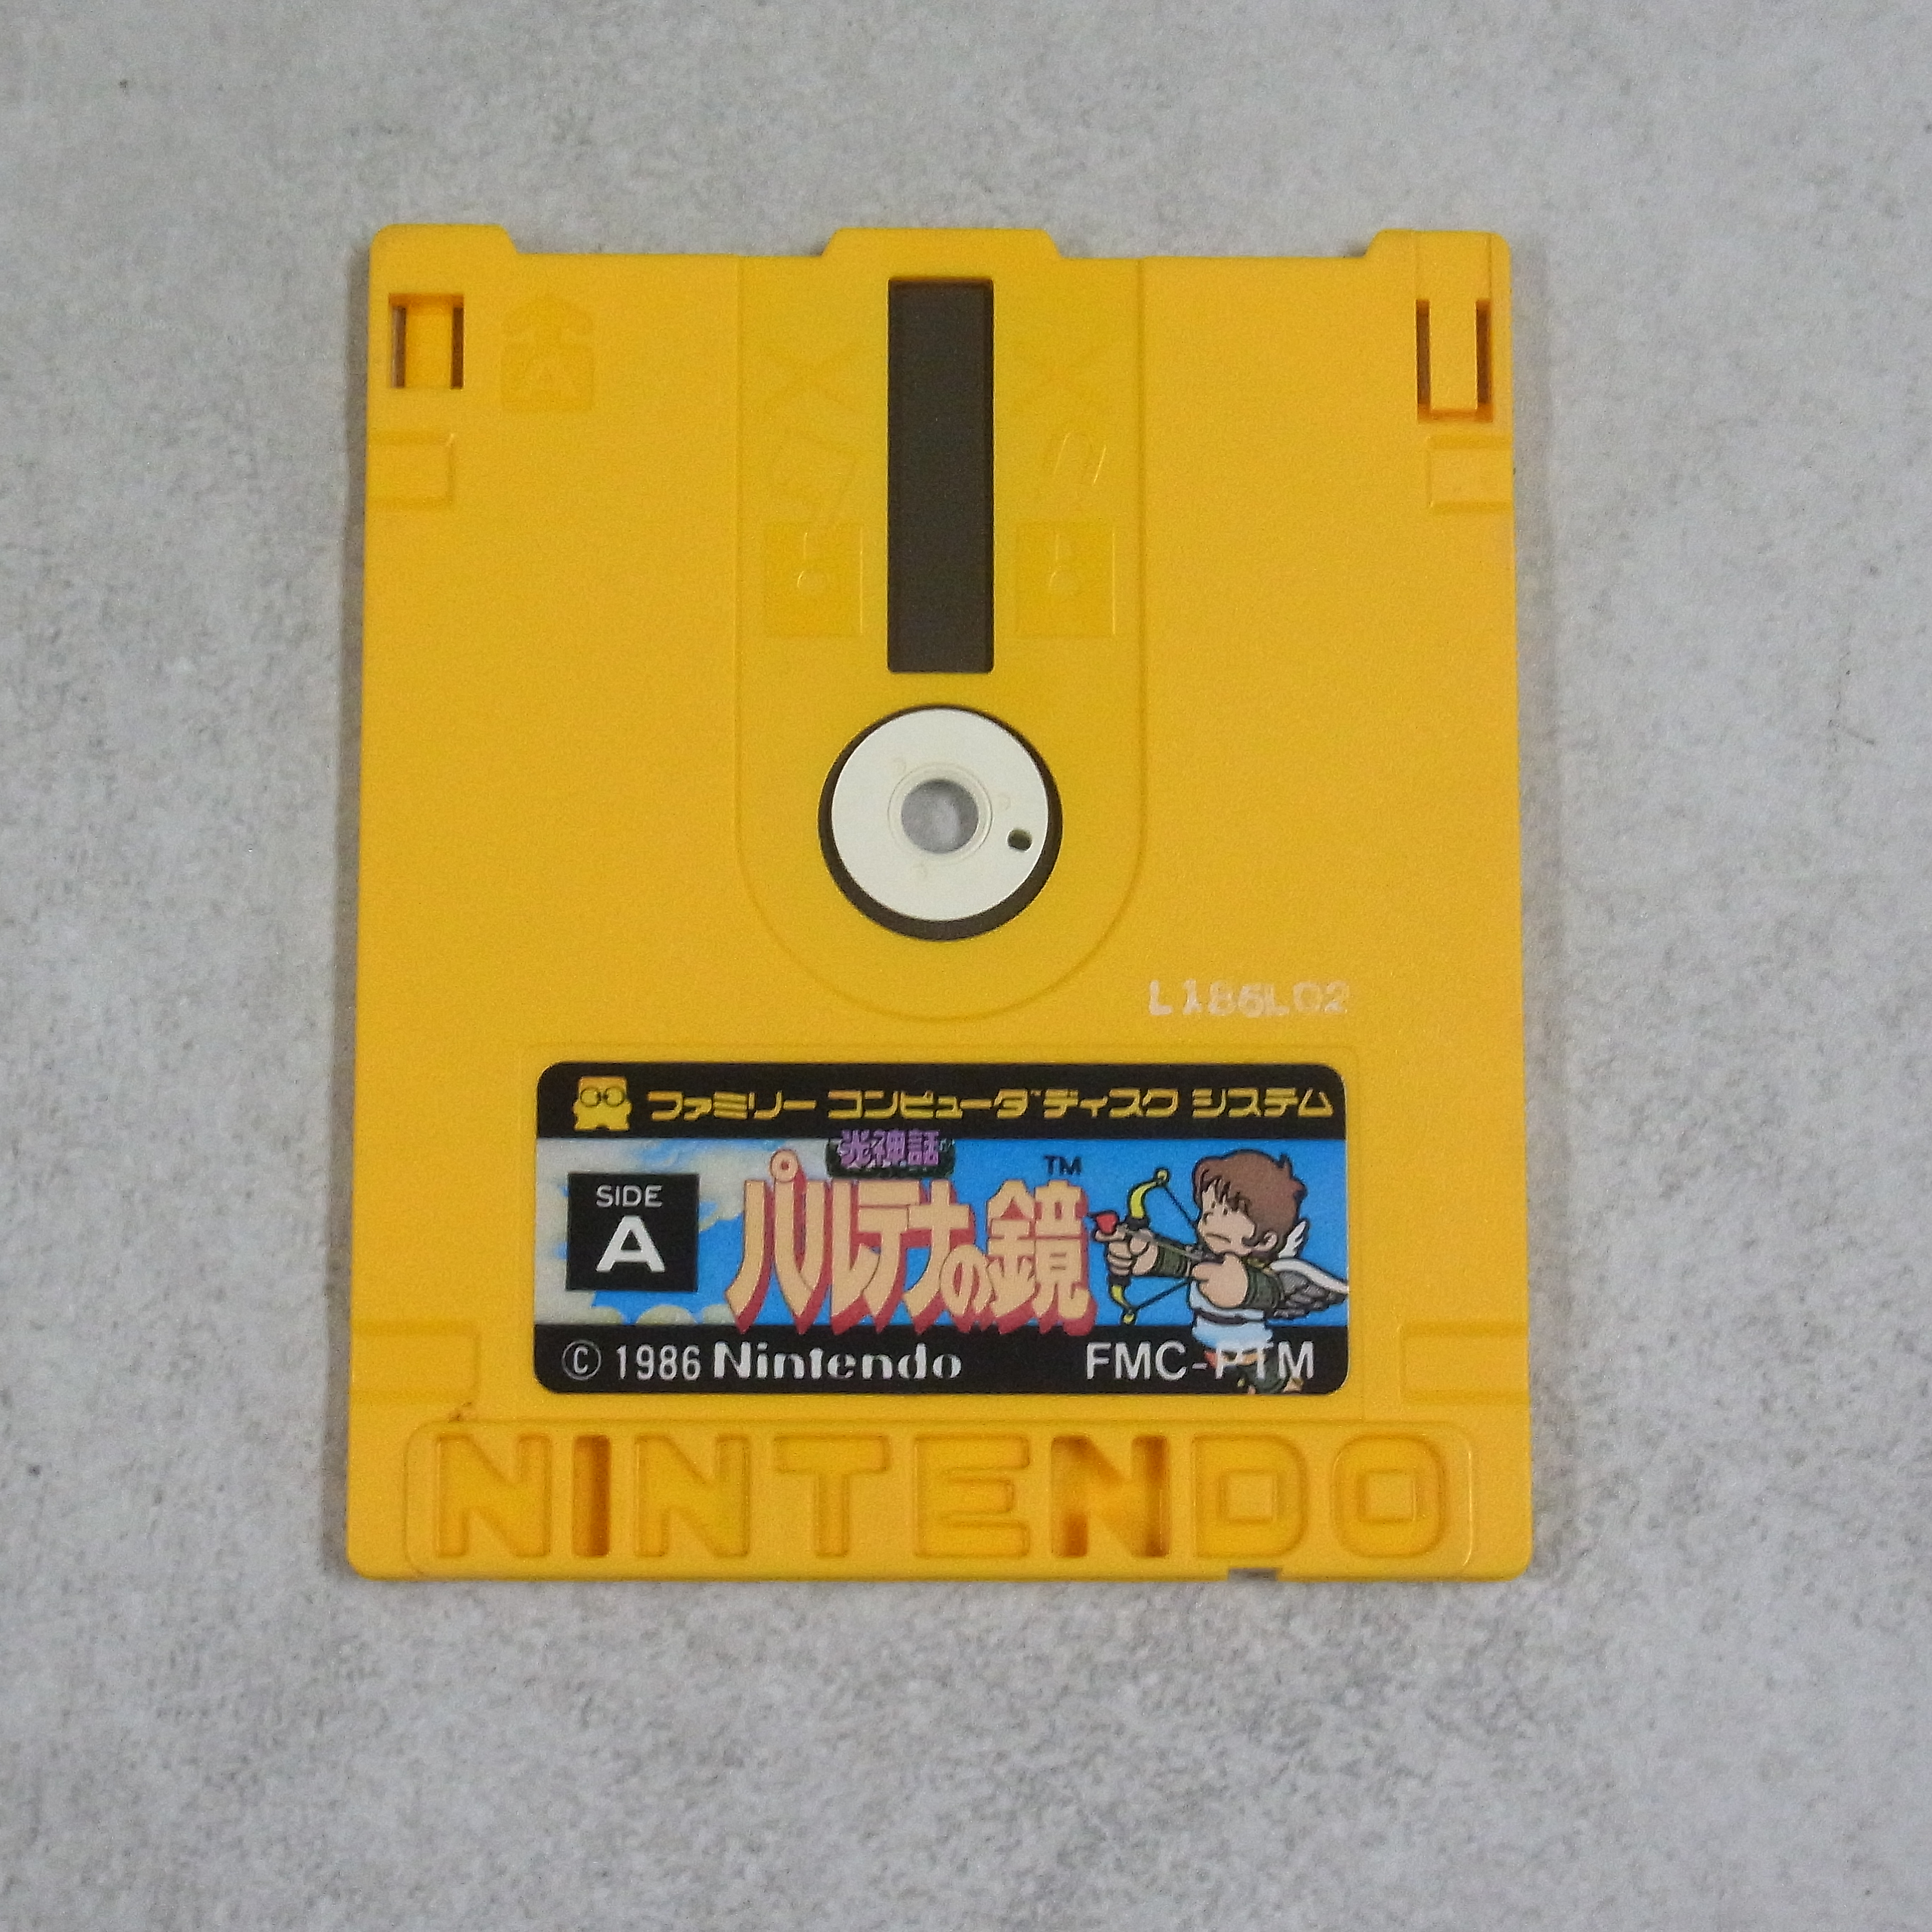 A
L186L02
ファミリー コンピュータ ディスク システム
光神話
SIDE
A
パルテナの鏡
TM
© 1986 Nintendo
FMC-PTM
NINTENDO